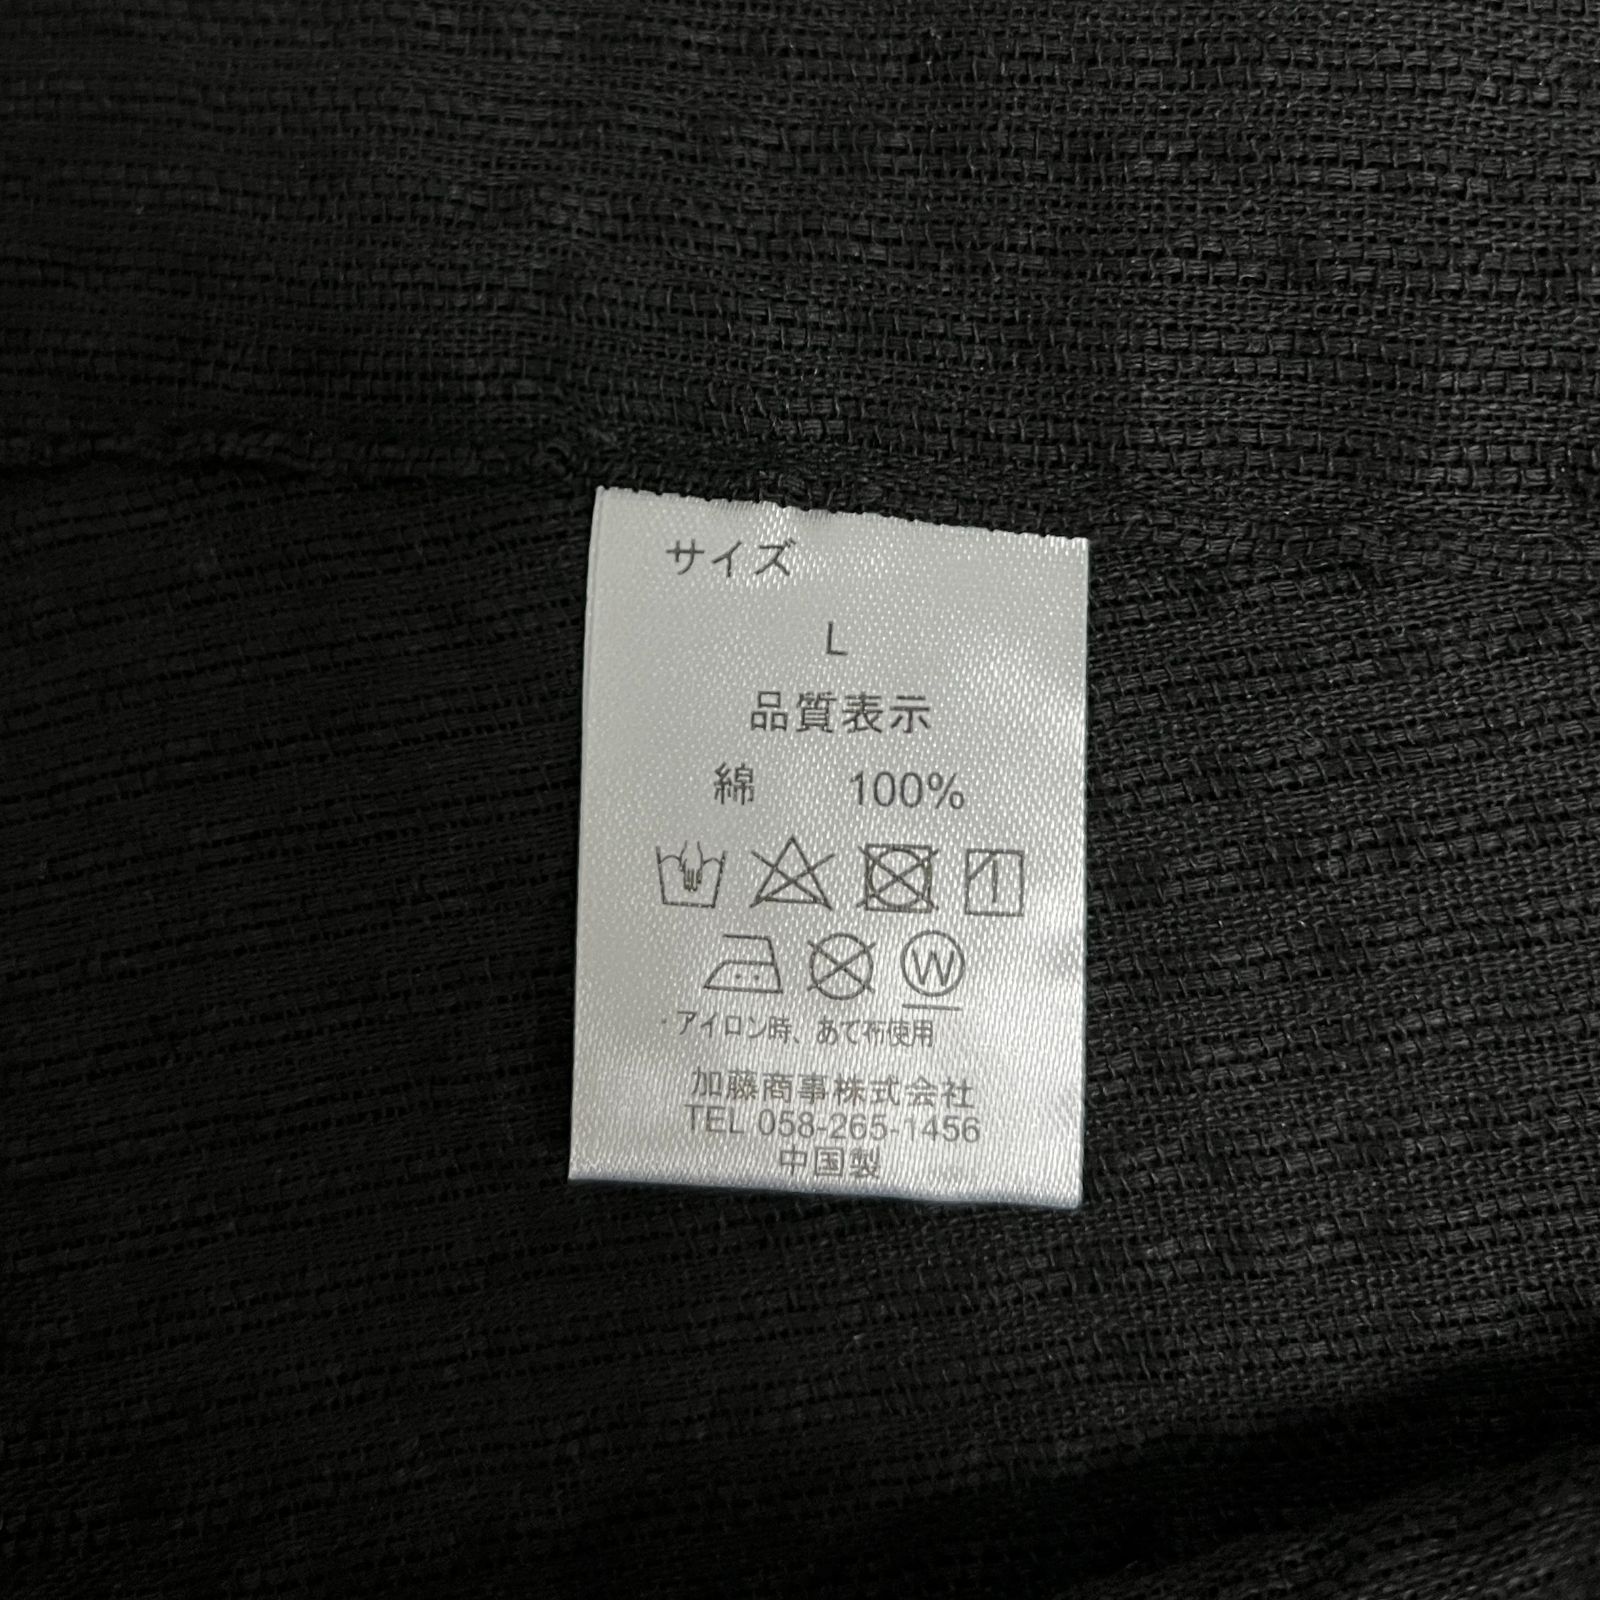 サイズ
L
品質表示
綿 100%
W
・アイロン時、あて布使用
加藤商事株式会社
TEL 058-265-1456
中国製